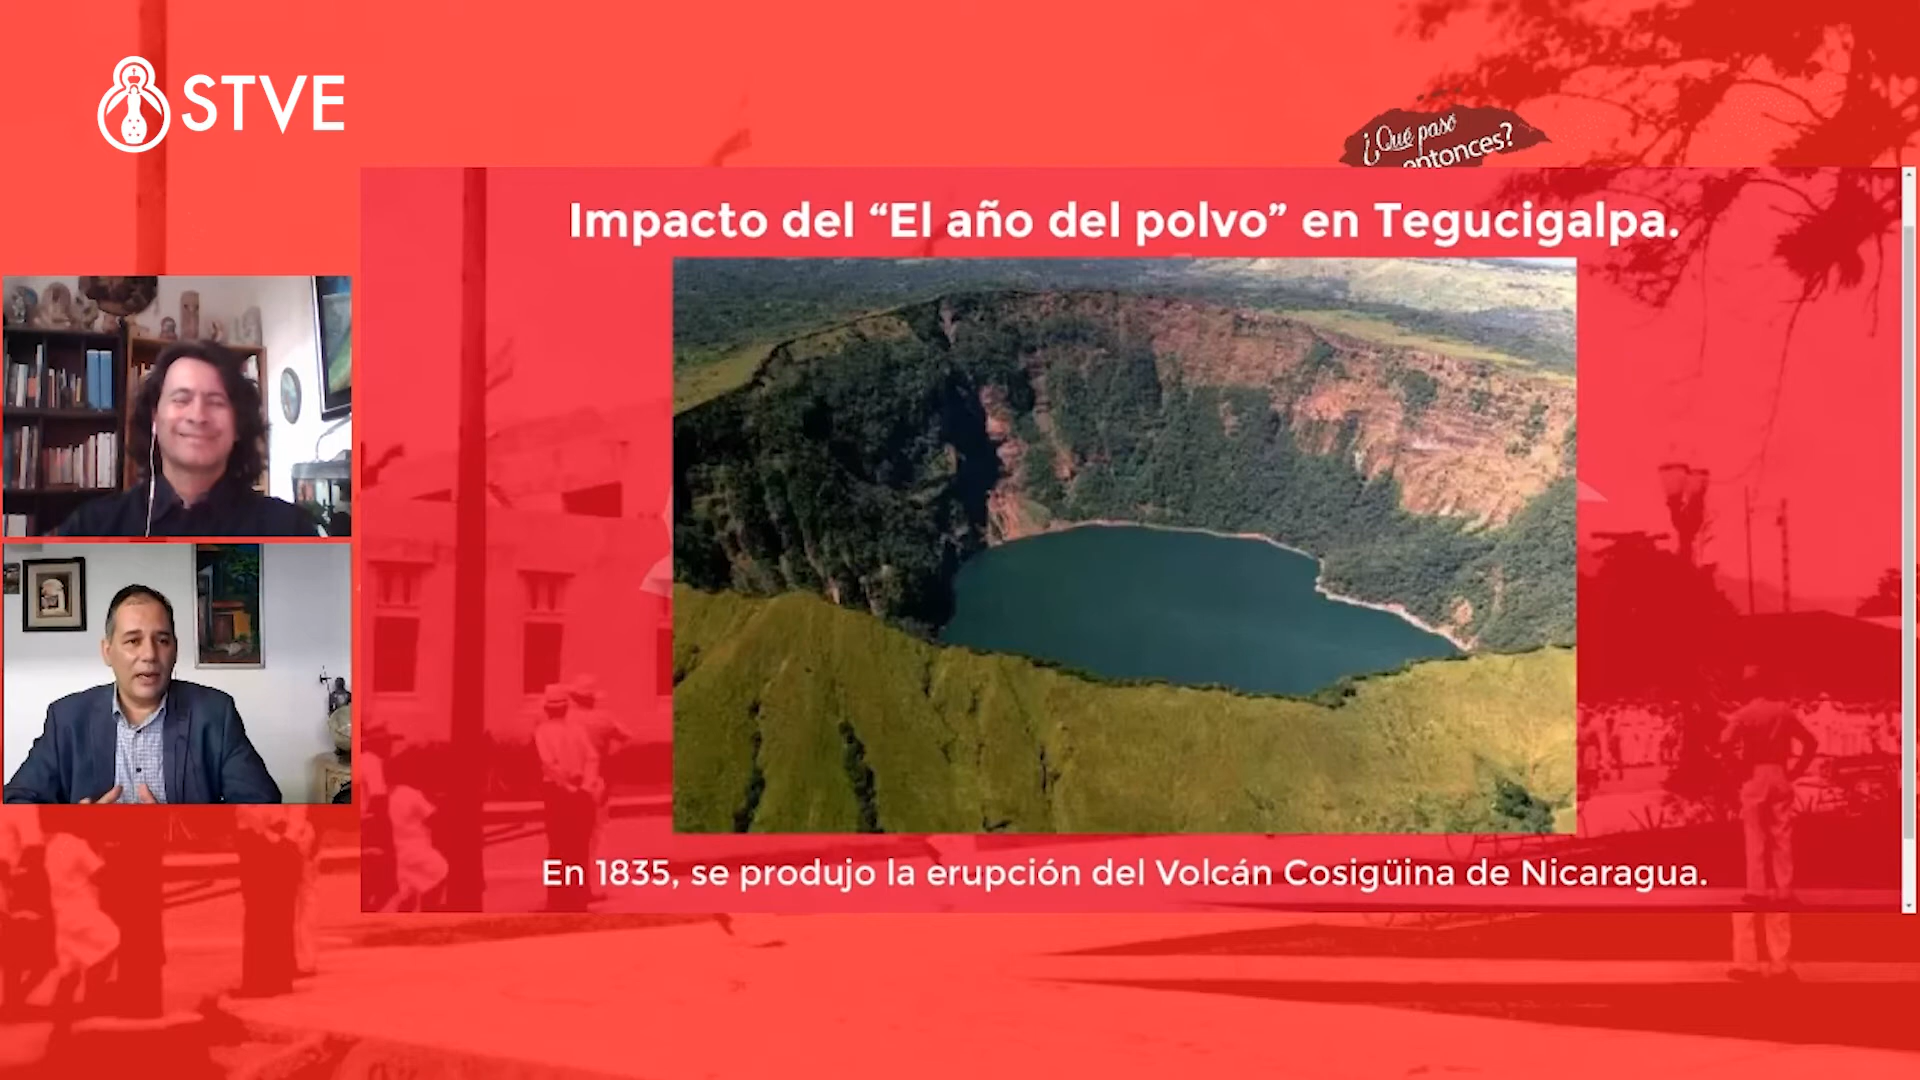 STVE
¿Qué pasó
entonces?
Impacto del “El año del polvo” en Tegucigalpa.
En 1835, se produjo la erupción del Volcán Cosigüina de Nicaragua.